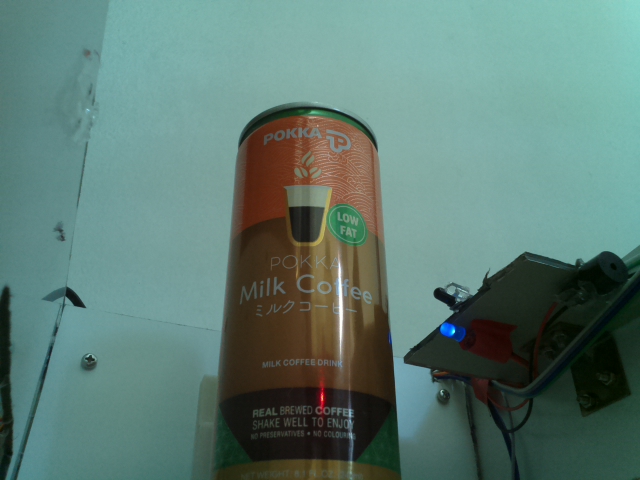 POKKA
LOW
FAT
POKKA
Milk Coffee
ミルクコーヒー
MILK COFFEE DRINK
REAL BREWED COFFEE
SHAKE WELL TO ENJOY
NO PRESERVATIVES • NO COLOURING